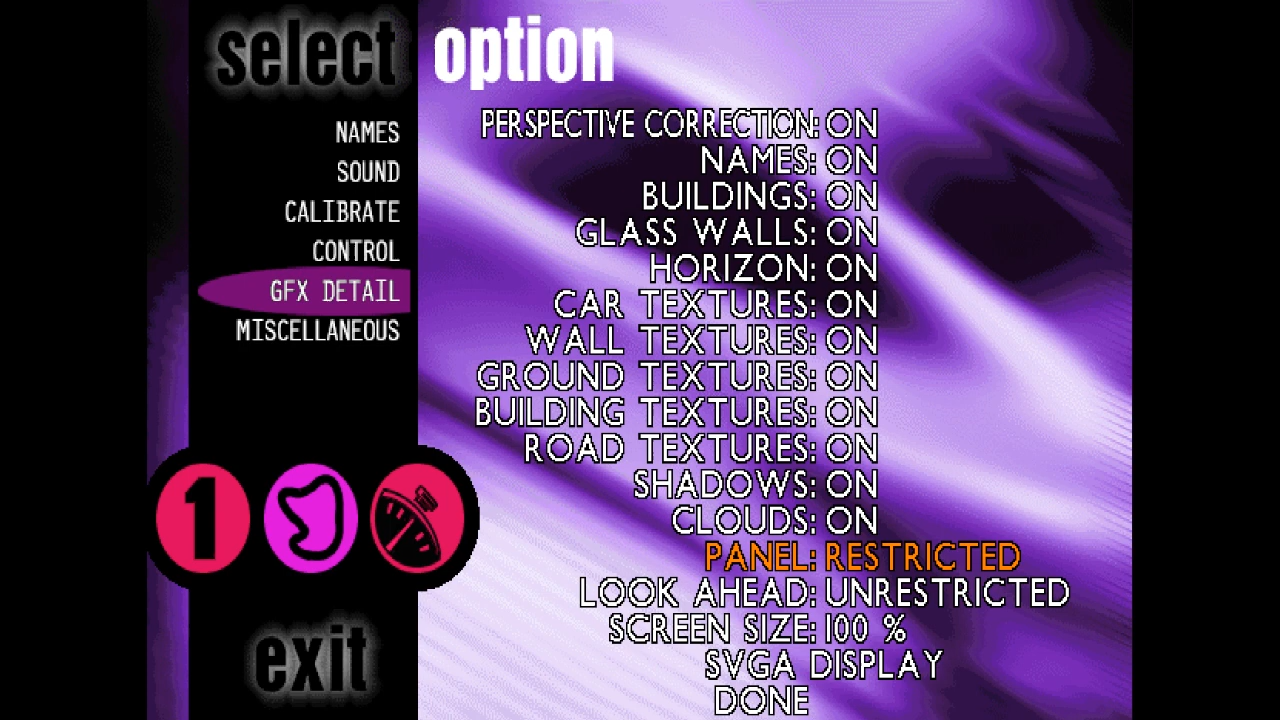 select option
NAMES
SOUND
CALIBRATE
CONTROL
GFX DETAIL
MISCELLANEOUS
1
exit
PERSPECTIVE CORRECTION: ON
NAMES: ON
BUILDINGS: ON
GLASS WALLS: ON
HORIZON: ON
CAR TEXTURES: ON
WALL TEXTURES: ON
GROUND TEXTURES: ON
BUILDING TEXTURES: ON
ROAD TEXTURES: ON
SHADOWS: ON
CLOUDS: ON
PANEL: RESTRICTED
LOOK AHEAD: UNRESTRICTED
SCREEN SIZE: 100 %
SVGA DISPLAY
DONE